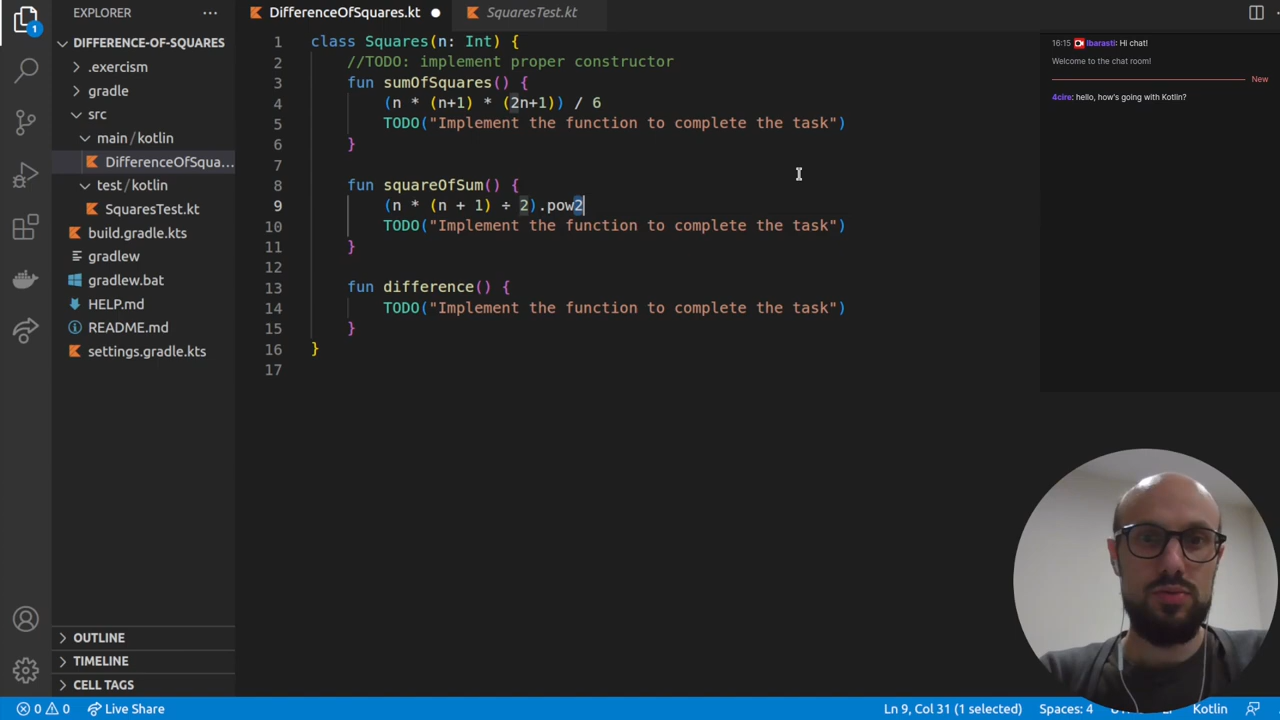 EXPLORER
DifferenceOfSquares.kt
SquaresTest.kt
1
DIFFERENCE-OF-SQUARES
.exercism
gradle
src
main / kotlin
DifferenceOfSqua...
test / kotlin
SquaresTest.kt
build.gradle.kts
gradlew
gradlew.bat
HELP.md
README.md
settings.gradle.kts
OUTLINE
TIMELINE
CELL TAGS
1 class Squares(n: Int) {
2 //TODO: implement proper constructor
3 fun sumOfSquares() {
4 (n * (n+1) * (2n+1)) / 6
5 TODO("Implement the function to complete the task")
6 }
7
8 fun squareOfSum() {
9 (n * (n + 1) ÷ 2).pow2
10 TODO("Implement the function to complete the task")
11 }
12
13 fun difference() {
14 TODO("Implement the function to complete the task")
15 }
16 }
17
16:15 lbarasti: Hi chat!
Welcome to the chat room!
New
4cire: hello, how's going with Kotlin?
0 0 Live Share
Ln 9, Col 31 (1 selected) Spaces: 4 Kotlin